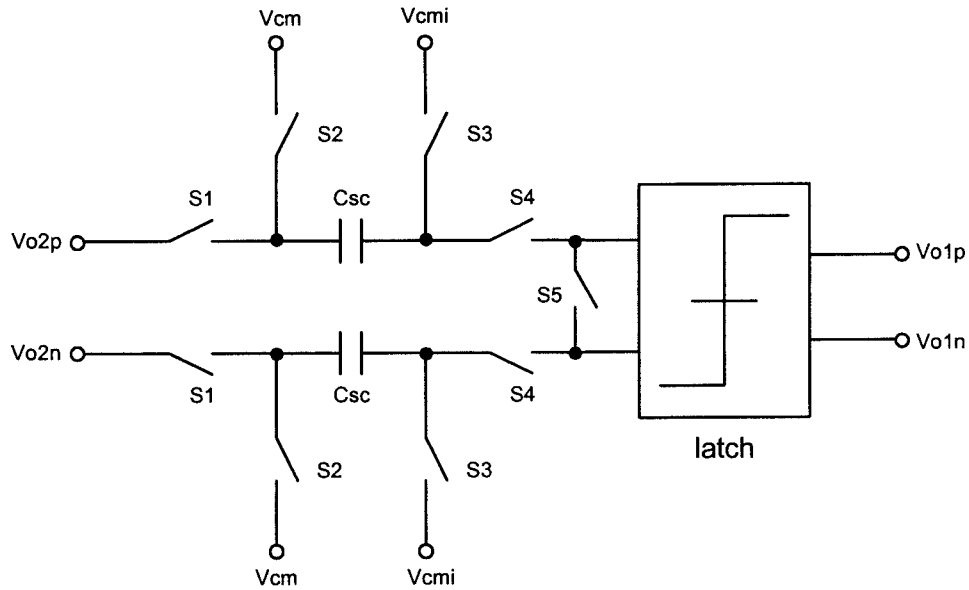 Vcm
Vcmi
S2
S3
S1
Csc
S4
Vo2p
Vo1p
S5
Vo2n
Vo1n
S1
Csc
S4
latch
S2
S3
Vcm
Vcmi